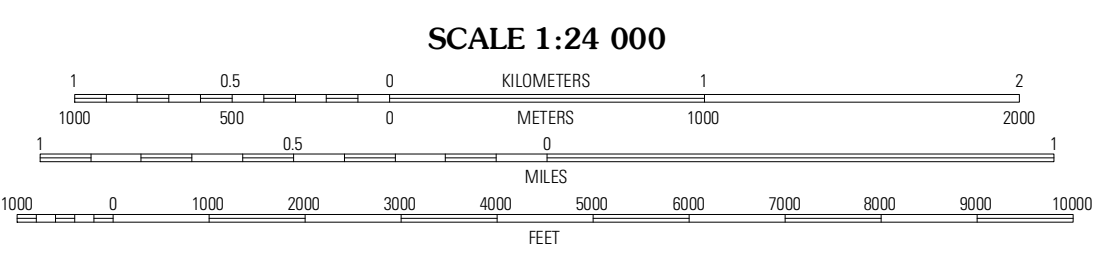 SCALE 1:24 000
1 0.5 0 KILOMETERS 1 2
1000 500 0 METERS 1000 2000
1 0.5 0 1
MILES
1000 0 1000 2000 3000 4000 5000 6000 7000 8000 9000 10000
FEET